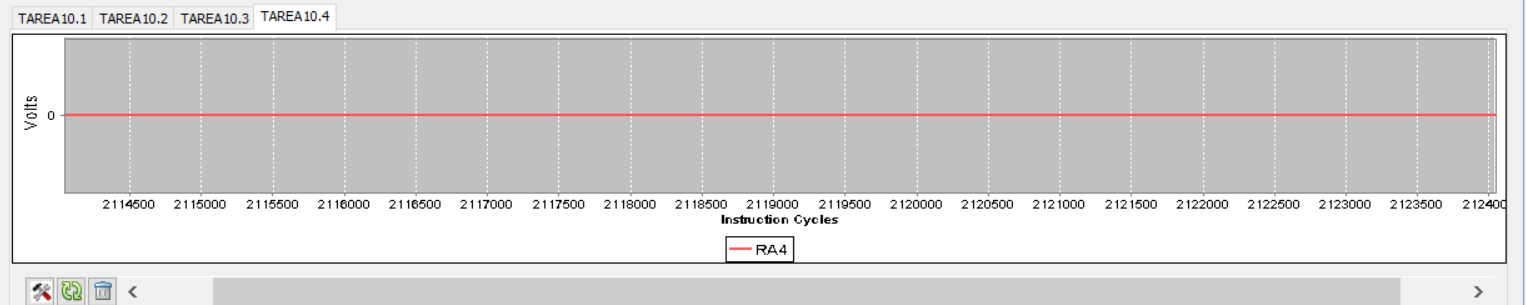 TAREA10.1 TAREA10.2 TAREA10.3 TAREA10.4
Volts
0
2114500 2115000 2115500 2116000 2116500 2117000 2117500 2118000 2118500 2119000 2119500 2120000 2120500 2121000 2121500 2122000 2122500 2123000 2123500 212400
Instruction Cycles
RA4